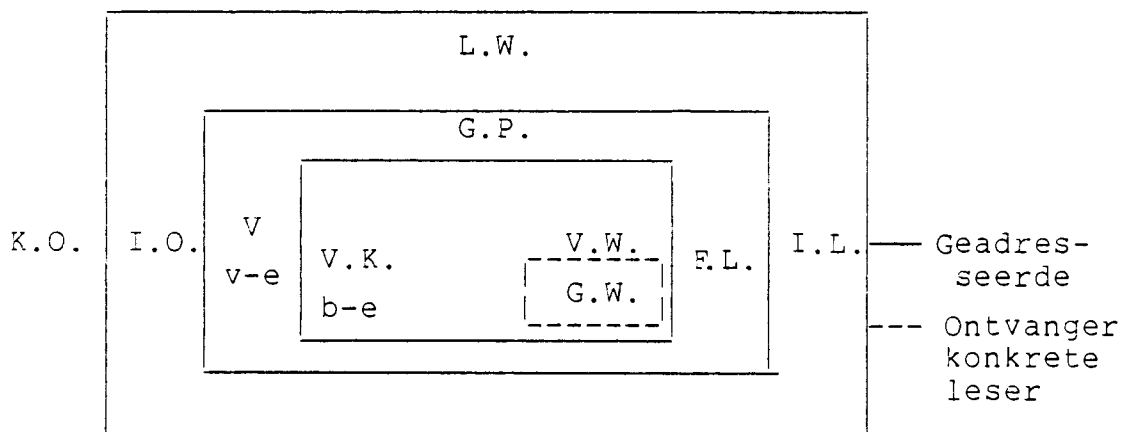 L.W.
G.P.
K.O. I.O. V V.W. F.L. I.L. Geadres-
v-e V.K. seerde
b-e G.W.
Ontvanger
konkrete
leser